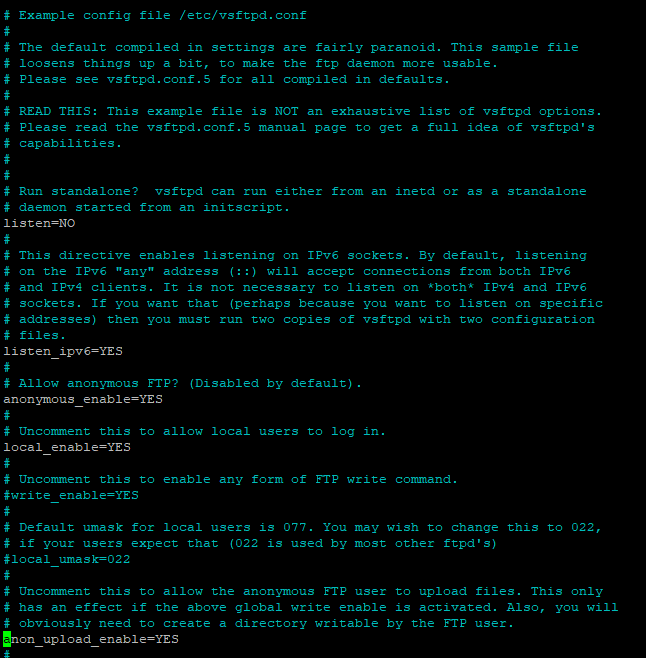 # Example config file /etc/vsftpd.conf
#
# The default compiled in settings are fairly paranoid. This sample file
# loosens things up a bit, to make the ftp daemon more usable.
# Please see vsftpd.conf.5 for all compiled in defaults.
#
# READ THIS: This example file is NOT an exhaustive list of vsftpd options.
# Please read the vsftpd.conf.5 manual page to get a full idea of vsftpd's
# capabilities.
#
#
# Run standalone?  vsftpd can run either from an inetd or as a standalone
# daemon started from an initscript.
listen=NO
#
# This directive enables listening on IPv6 sockets. By default, listening
# on the IPv6 "any" address (::) will accept connections from both IPv6
# and IPv4 clients. It is not necessary to listen on *both* IPv4 and IPv6
# sockets. If you want that (perhaps because you want to listen on specific
# addresses) then you must run two copies of vsftpd with two configuration
# files.
listen_ipv6=YES
#
# Allow anonymous FTP? (Disabled by default).
anonymous_enable=YES
#
# Uncomment this to allow local users to log in.
local_enable=YES
#
# Uncomment this to enable any form of FTP write command.
#write_enable=YES
#
# Default umask for local users is 077. You may wish to change this to 022,
# if your users expect that (022 is used by most other ftpd's)
#local_umask=022
#
# Uncomment this to allow the anonymous FTP user to upload files. This only
# has an effect if the above global write enable is activated. Also, you will
# obviously need to create a directory writable by the FTP user.
anon_upload_enable=YES
#